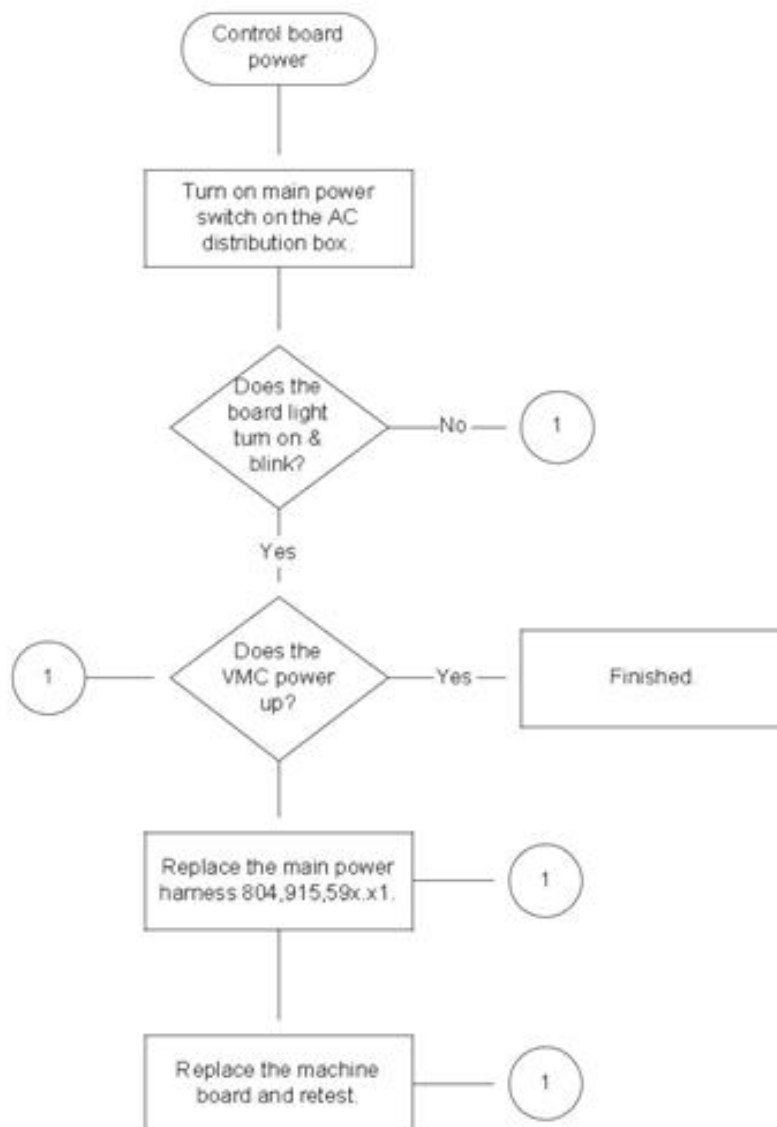 Control board
power
Turn on main power
switch on the AC
distribution box.
Does the
board light
turn on &
blink?
No
1
Yes
1
Does the
VMC power
up?
Yes
Finished
Replace the main power
harness 804,915,59x.x1.
1
Replace the machine
board and retest.
1